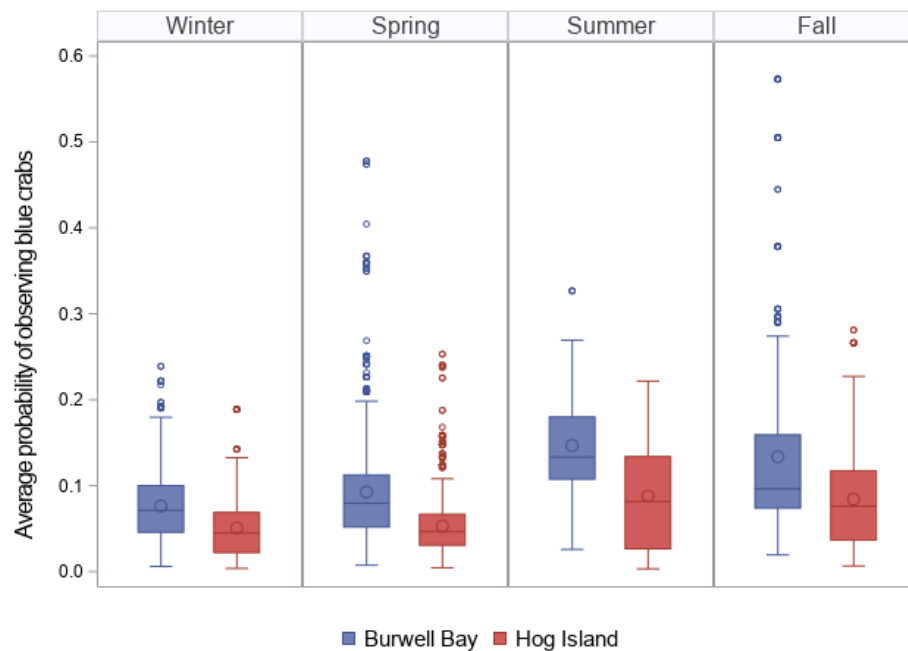 Winter Spring Summer Fall
0.6
0.5
0.4
0.3
0.2
0.1
0.0
Average probability of observing blue crabs
Burwell Bay Hog Island